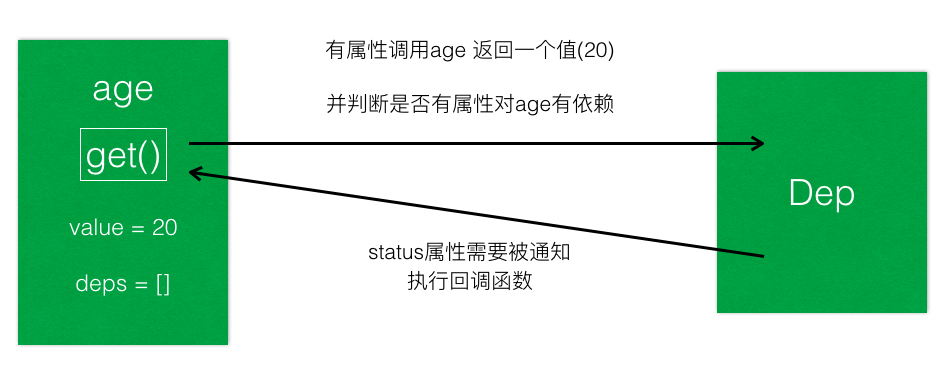 age
get()
value = 20
deps = []
有属性调用age 返回一个值(20)
并判断是否有属性对age有依赖
status属性需要被通知
执行回调函数
Dep